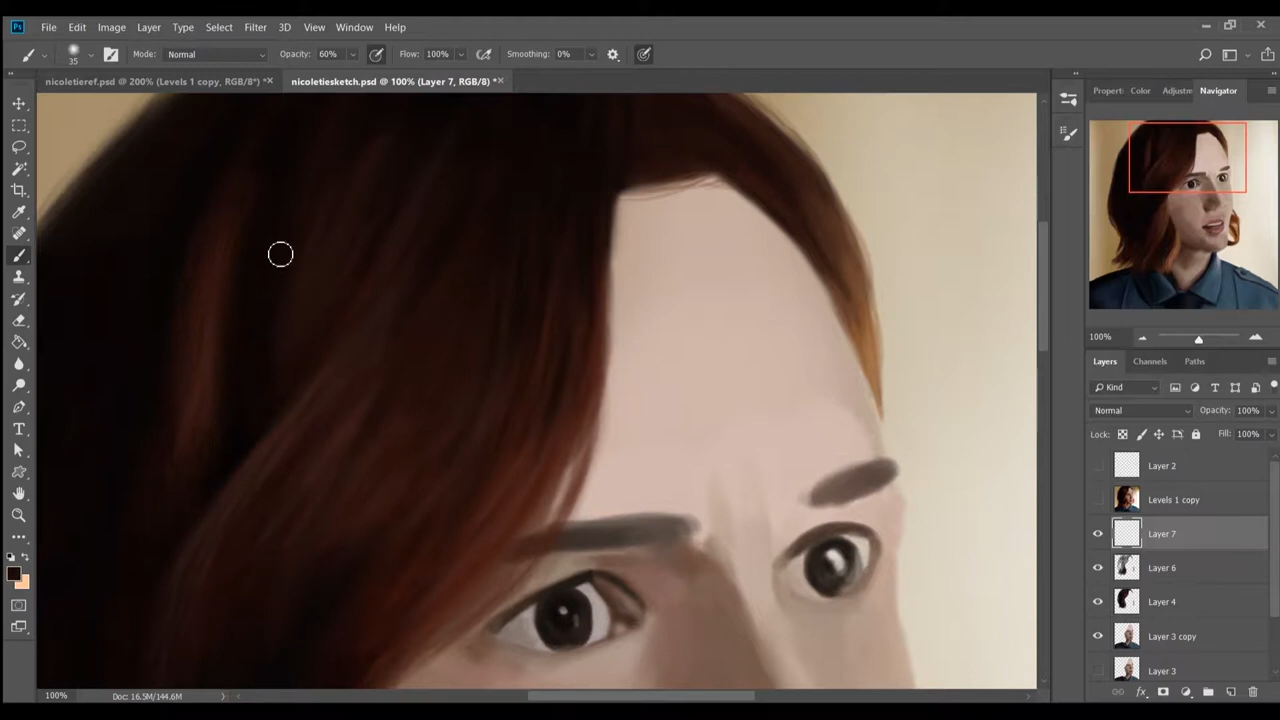 Ps File Edit Image Layer Type Select Filter 3D View Window Help
35 Mode: Normal Opacity: 60% Flow: 100% Smoothing: 0%
nicoletieref.psd @ 200% (Levels 1 copy, RGB/8*) * × nicoletiesketch.psd @ 100% (Layer 7, RGB/8) * ×
Propert Color Adjustm Navigator
100%
Layers Channels Paths
Kind
Normal Opacity: 100%
Lock: Fill: 100%
Layer 2
Levels 1 copy
Layer 7
Layer 6
Layer 4
Layer 3 copy
Layer 3
100% Doc: 16.5M/144.6M
fx